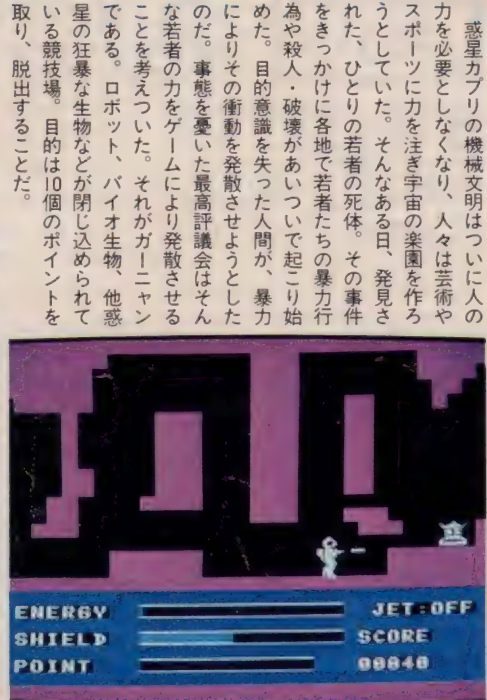 惑星カプリの機械文明はついに人の
力を必要としなくなり、人々は芸術や
スポーツに力を注ぎ宇宙の楽園を作ろ
うとしていた。そんなある日、発見さ
れた、ひとりの若者の死体。その事件
をきっかけに各地で若者たちの暴力行
為や殺人・破壊があいついで起こり始
めた。目的意識を失った人間が、暴力
によりその衝動を発散させようとした
のだ。事態を憂いた最高評議会はそん
な若者の力をゲームにより発散させる
ことを考えついた。それがガーニャン
である。ロボット、バイオ生物、他惑
星の狂暴な生物などが閉じ込められて
いる競技場。目的は10個のポイントを
取り、脱出することだ。
ENERGY JET:OFF
SHIELD SCORE
POINT 00040